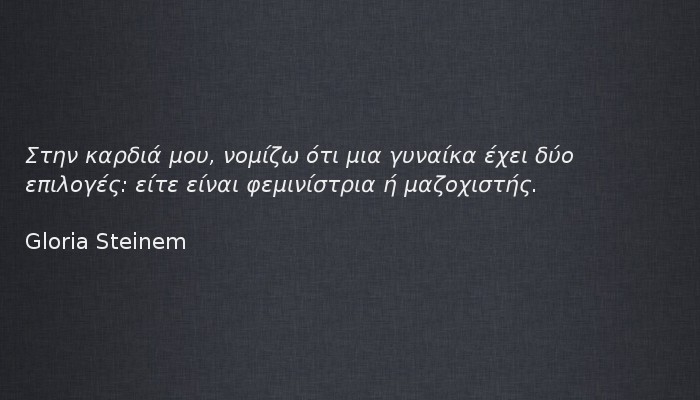 Στην καρδιά μου, νομίζω ότι μια γυναίκα έχει δύο
επιλογές: είτε είναι φεμινίστρια ή μαζοχιστής.
Gloria Steinem